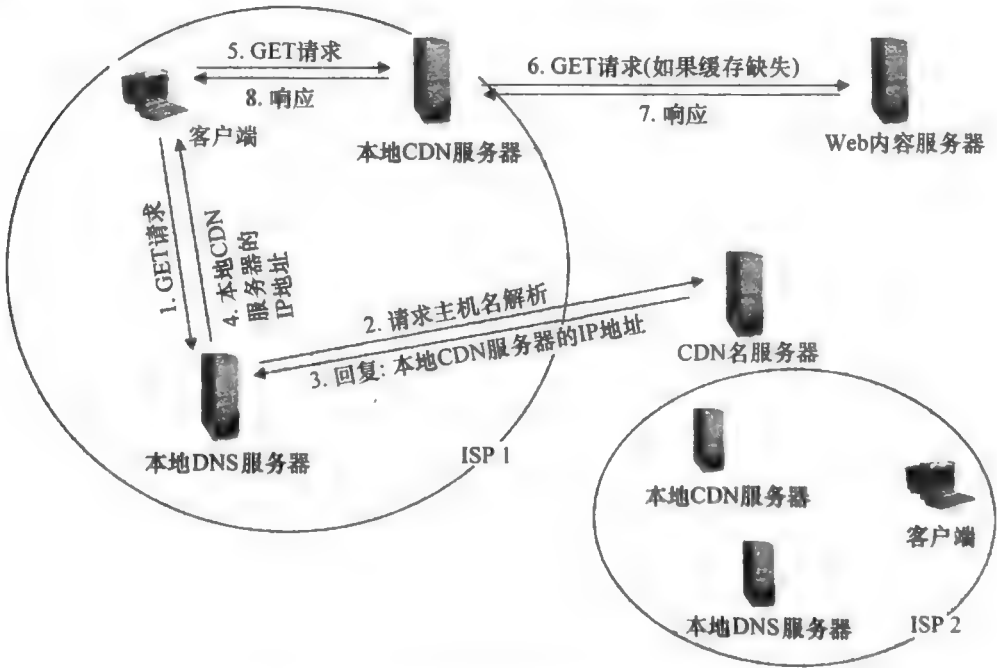 5. GET请求
8. 响应
客户端
本地CDN服务器
6. GET请求(如果缓存缺失)
7. 响应
Web内容服务器
1. GET请求
4. 本地CDN
服务器的
IP地址
2. 请求主机名解析
3. 回复: 本地CDN服务器的IP地址
CDN名服务器
本地DNS服务器
ISP 1
本地CDN服务器
客户端
本地DNS服务器
ISP 2